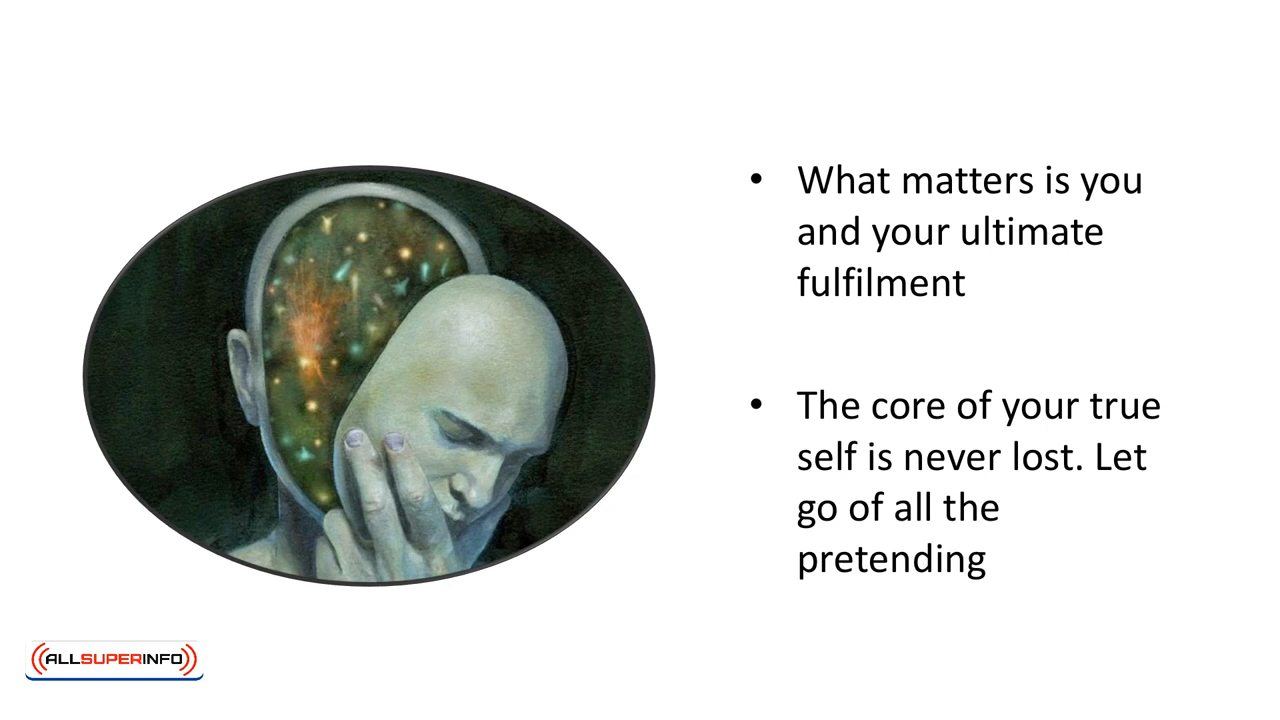 • What matters is you
and your ultimate
fulfilment
• The core of your true
self is never lost. Let
go of all the
pretending
ALLSUPERINFO